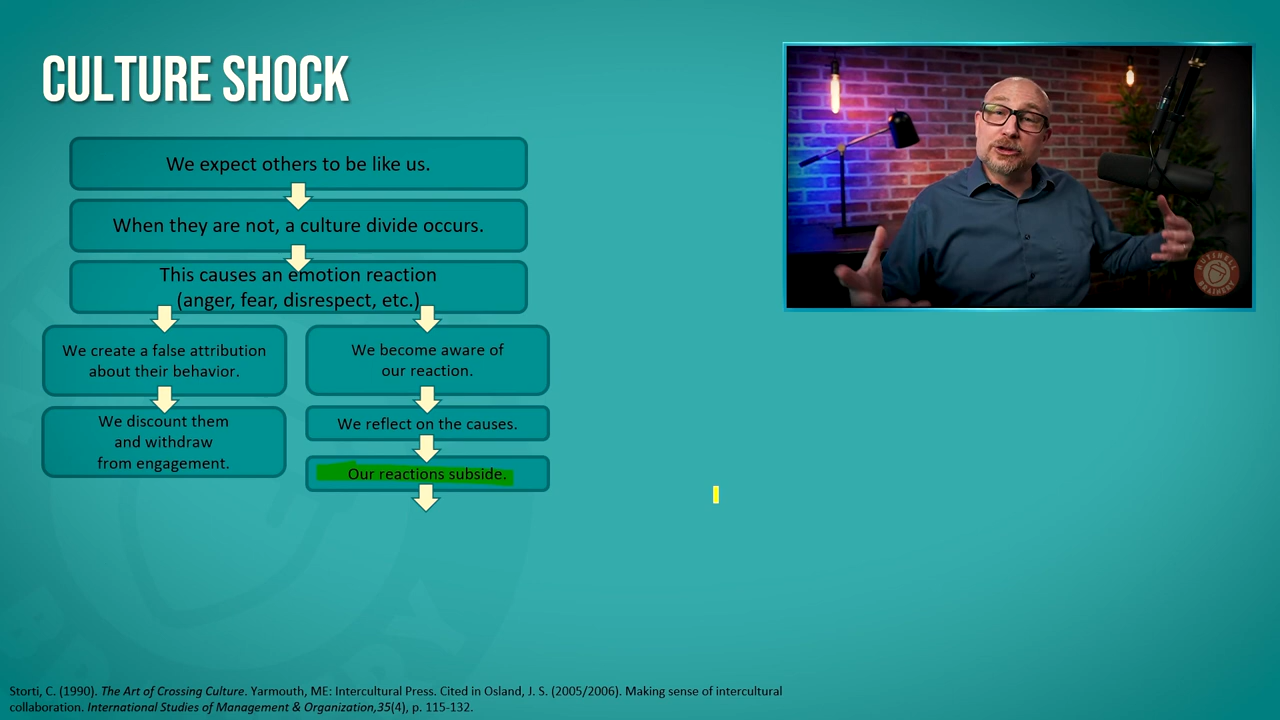 CULTURE SHOCK
We expect others to be like us.
When they are not, a culture divide occurs.
This causes an emotion reaction
(anger, fear, disrespect, etc.)
We create a false attribution
about their behavior.
We discount them
and withdraw
from engagement.
We become aware of
our reaction.
We reflect on the causes.
Our reactions subside.
NUTSHELL
BRAINERY
Storti, C. (1990). The Art of Crossing Culture. Yarmouth, ME: Intercultural Press. Cited in Osland, J. S. (2005/2006). Making sense of intercultural
collaboration. International Studies of Management & Organization,35(4), p. 115-132.